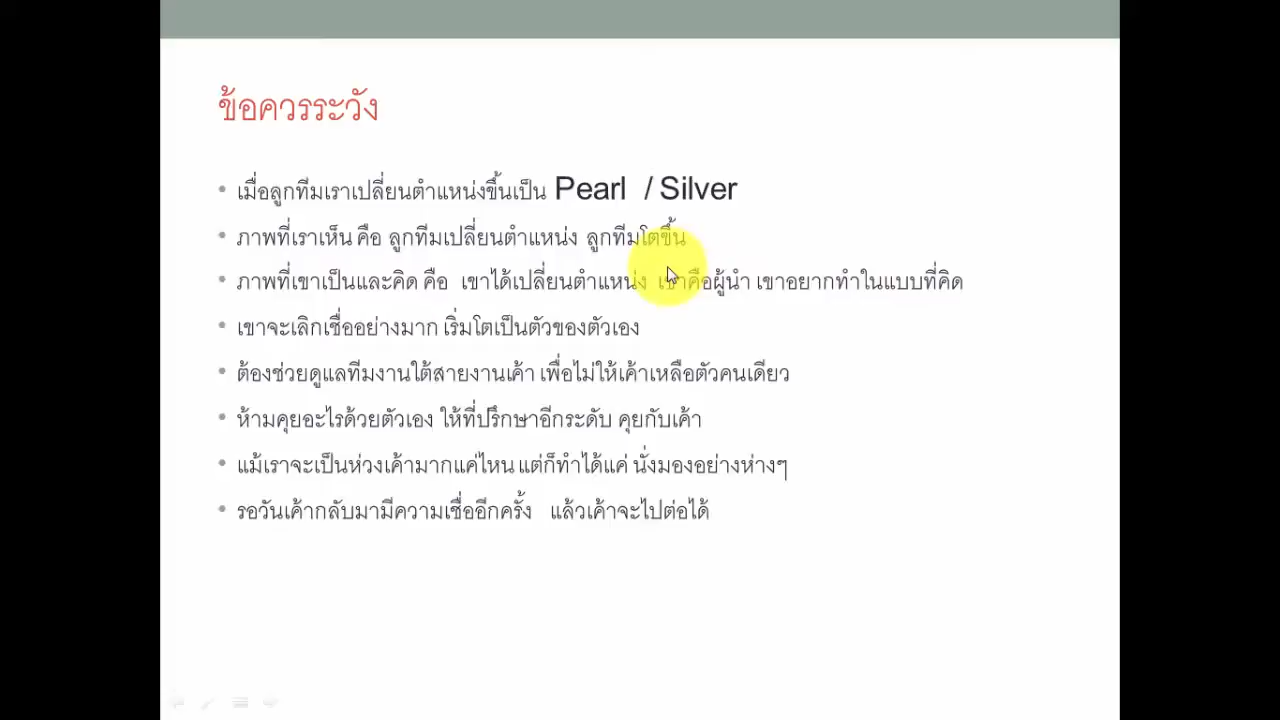 ข้อควรระวัง
• เมื่อลูกทีมเราเปลี่ยนตำแหน่งขึ้นเป็น Pearl / Silver
• ภาพที่เราเห็น คือ ลูกทีมเปลี่ยนตำแหน่ง ลูกทีมโตขึ้น
• ภาพที่เขาเป็นและคิด คือ เขาได้เปลี่ยนตำแหน่ง เขาคือผู้นำ เขาอยากทำในแบบที่คิด
• เขาจะเลิกเชื่ออย่างมาก เริ่มโตเป็นตัวของตัวเอง
• ต้องช่วยดูแลทีมงานใต้สายงานเค้า เพื่อไม่ให้เค้าเหลือตัวคนเดียว
• ห้ามคุยอะไรด้วยตัวเอง ให้ที่ปรึกษาอีกระดับ คุยกับเค้า
• แม้เราจะเป็นห่วงเค้ามากแค่ไหน แต่ก็ทำได้แค่ นั่งมองอย่างห่างๆ
• รอวันเค้ากลับมามีความเชื่ออีกครั้ง แล้วเค้าจะไปต่อได้